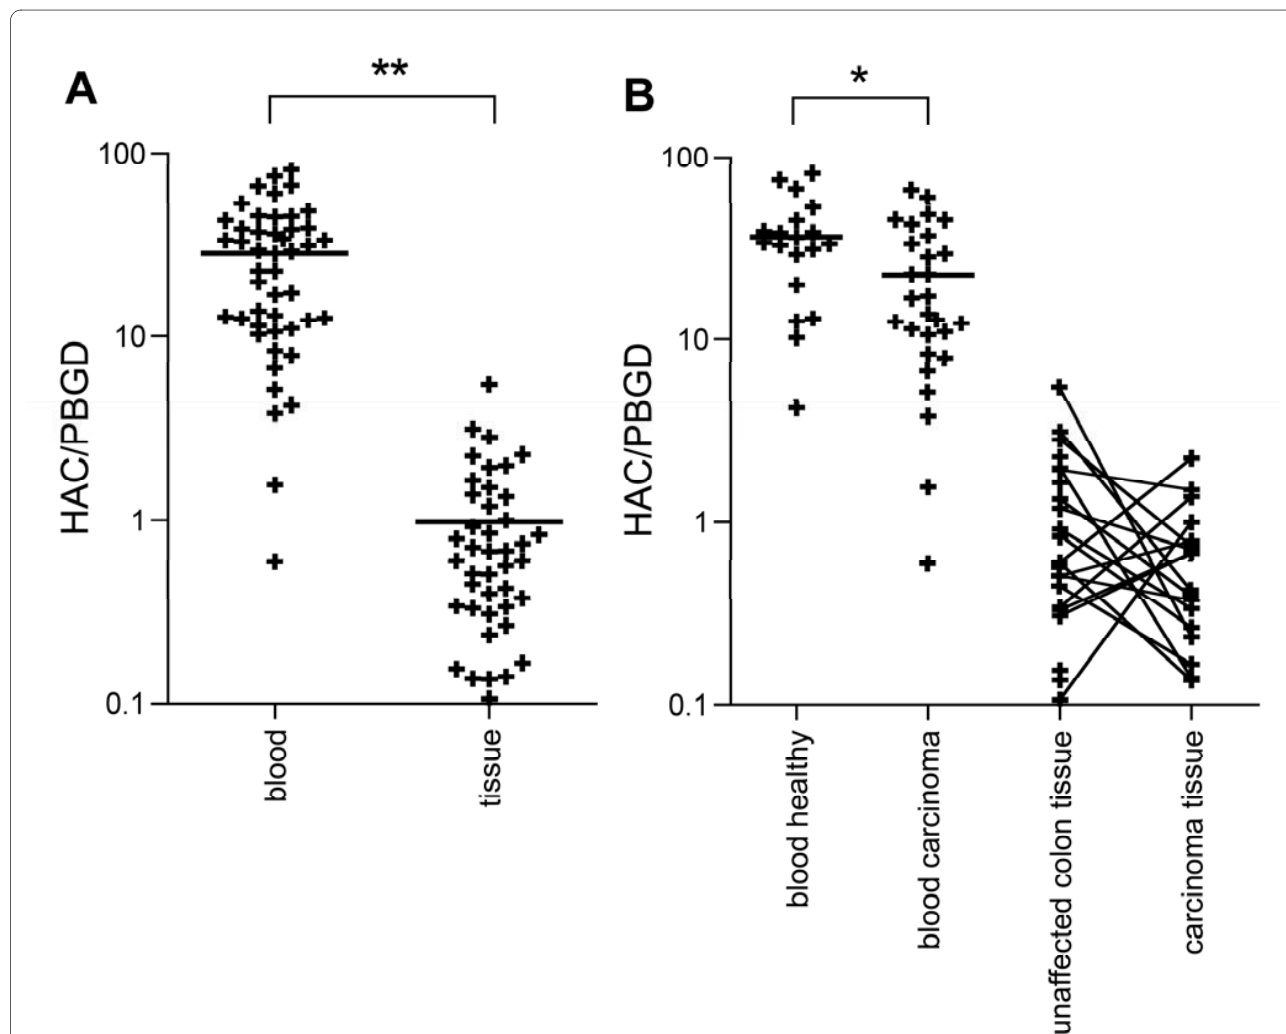 A
**
HAC/PBGD
100
10
1
0.1
blood
tissue
B
*
HAC/PBGD
100
10
1
0.1
blood healthy
blood carcinoma
unaffected colon tissue
carcinoma tissue